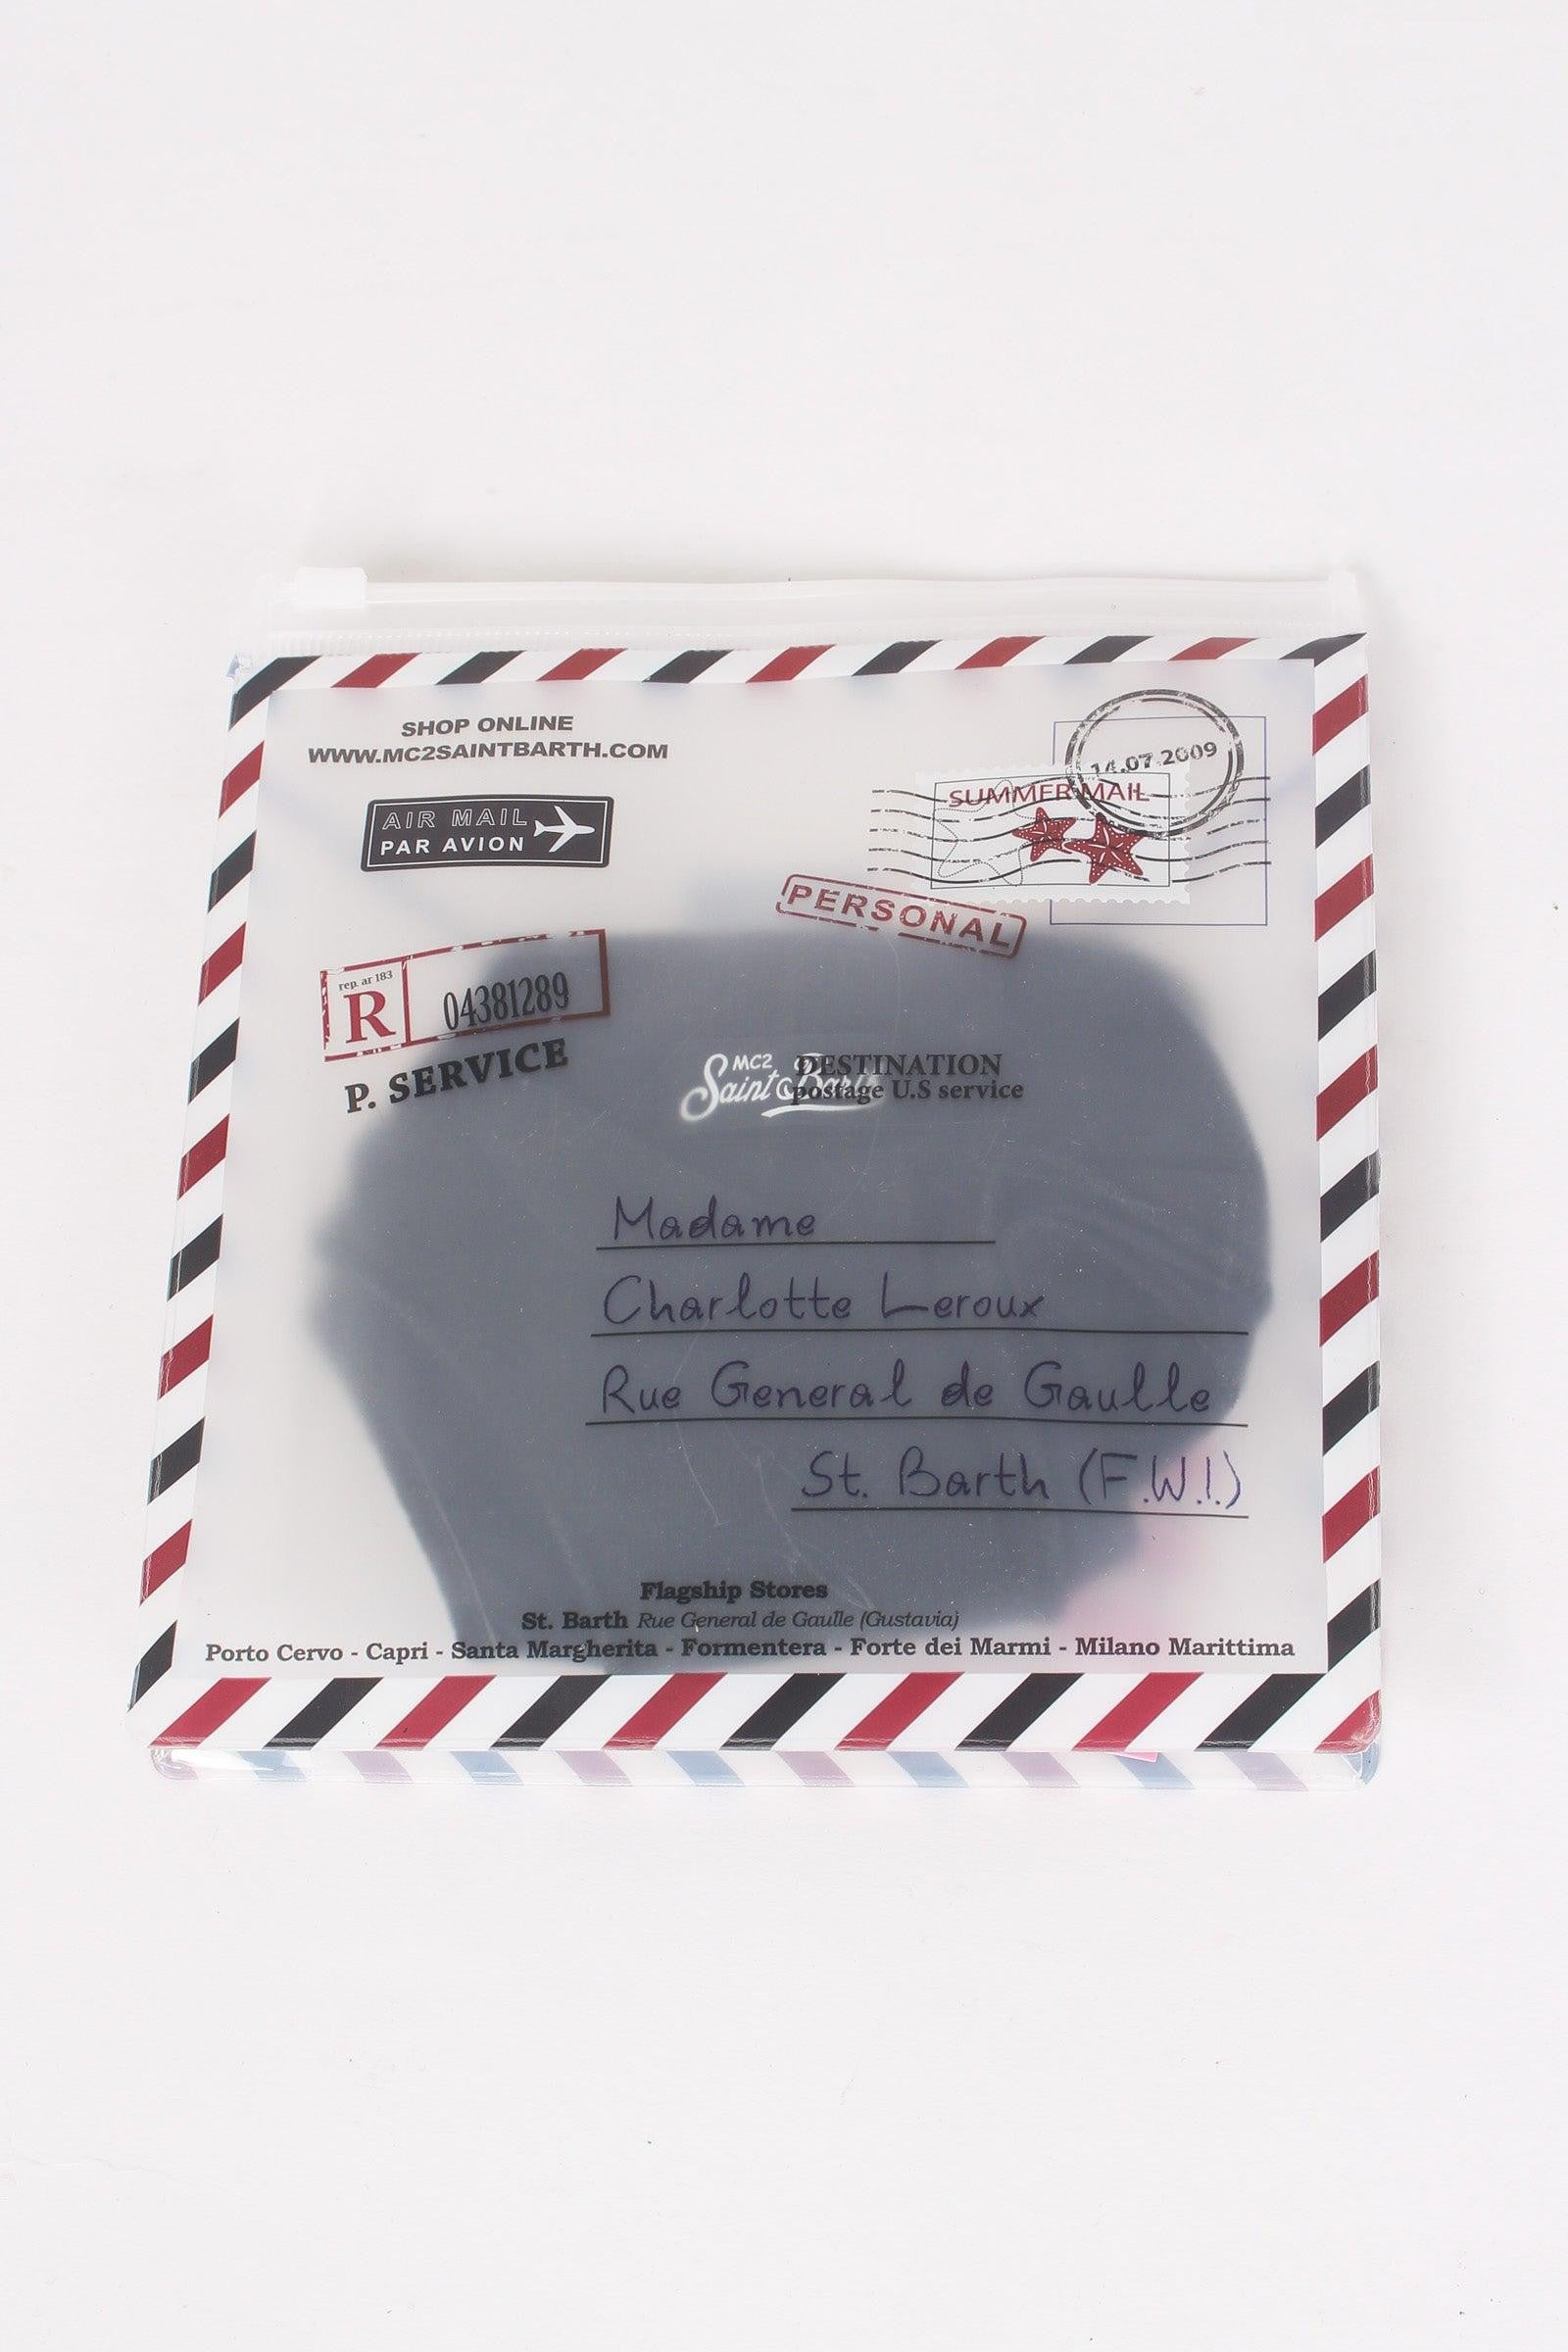 SHOP ONLINE
WWW.MC2SAINTBARTH.COM
14.07.2009
SUMMER MAIL
AIR MAIL
PAR AVION
PERSONAL
rep. ar 183
R 04381289
P. SERVICE
MC2
Saint Barth
DESTINATION
postage U.S service
Madame
Charlotte Leroux
Rue General de Gaulle
St. Barth (F.W.I.)
Flagship Stores
St. Barth Rue General de Gaulle (Gustavia)
Porto Cervo - Capri - Santa Margherita - Formentera - Forte dei Marmi - Milano Marittima